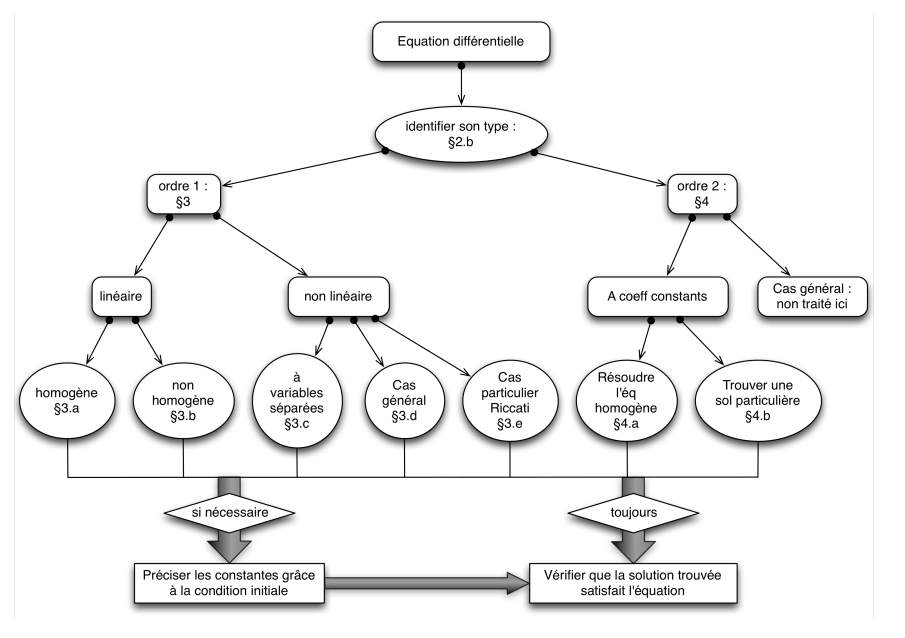 Equation différentielle
identifier son type :
§2.b
ordre 1 :
§3
ordre 2 :
§4
linéaire
non linéaire
A coeff constants
Cas général :
non traité ici
homogène
§3.a
non
homogène
§3.b
à
variables
séparées
§3.c
Cas
général
§3.d
Cas
particulier
Riccati
§3.e
Résoudre
l'éq
homogène
§4.a
Trouver une
sol particulière
§4.b
si nécessaire
toujours
Préciser les constantes grâce
à la condition initiale
Vérifier que la solution trouvée
satisfait l'équation